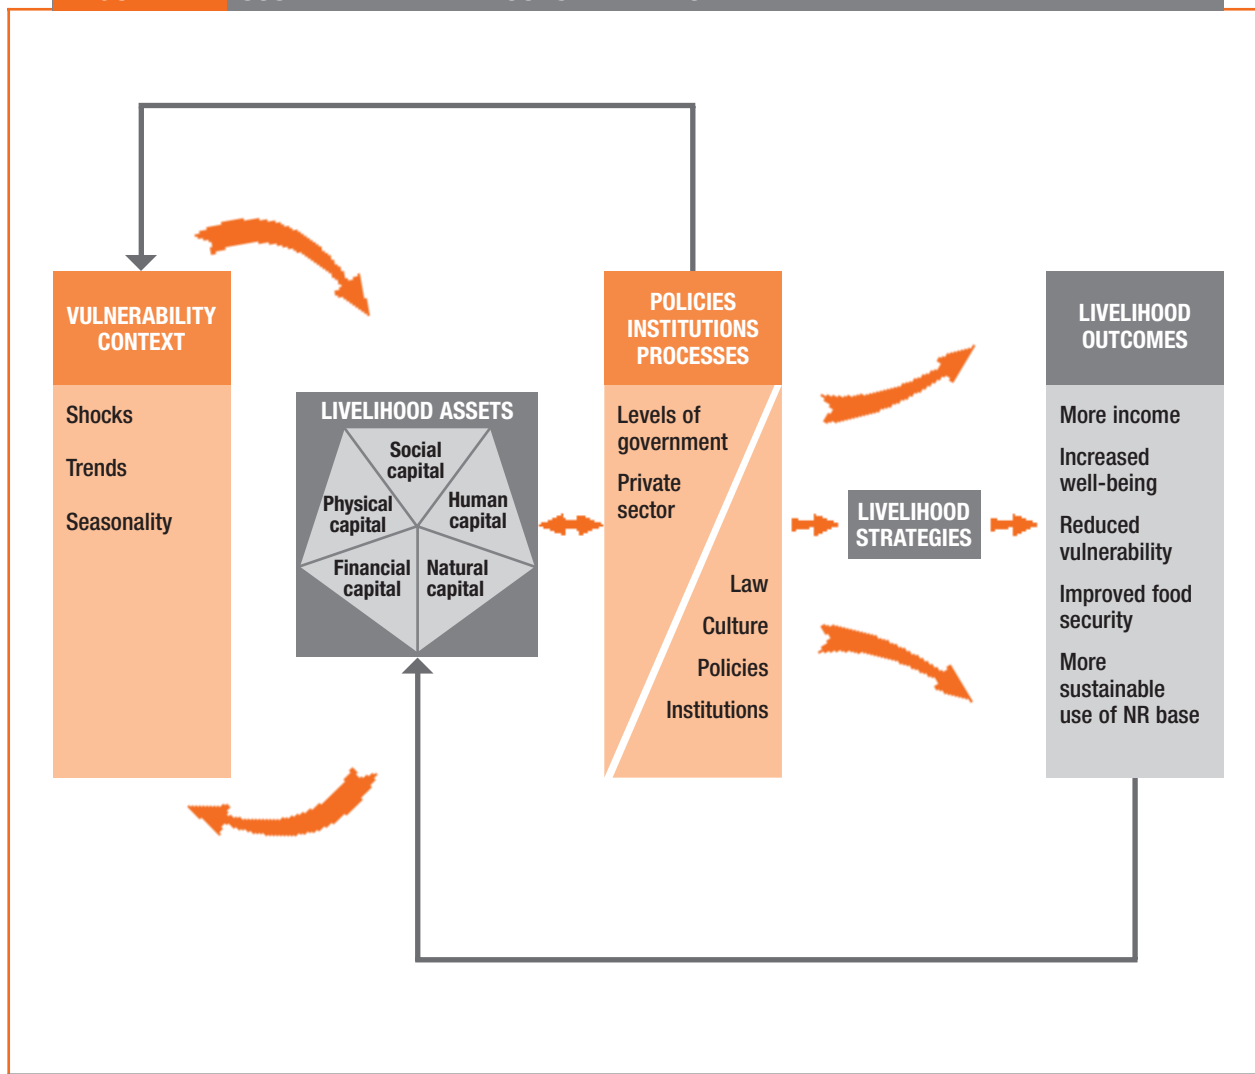 VULNERABILITY
CONTEXT
Shocks
Trends
Seasonality
LIVELIHOOD ASSETS
Social
capital
Physical
capital
Human
capital
Financial
capital
Natural
capital
POLICIES
INSTITUTIONS
PROCESSES
Levels of
government
Private
sector
Law
Culture
Policies
Institutions
LIVELIHOOD
STRATEGIES
LIVELIHOOD
OUTCOMES
More income
Increased
well-being
Reduced
vulnerability
Improved food
security
More
sustainable
use of NR base